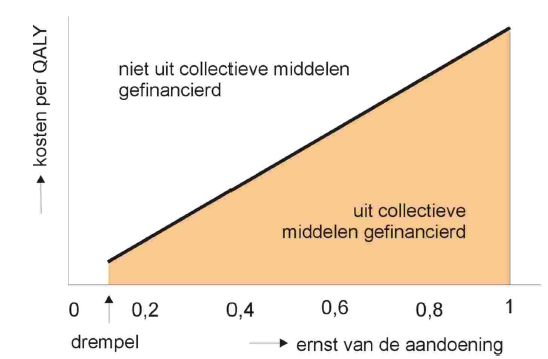 kosten per QALY
niet uit collectieve middelen
gefinancierd
uit collectieve
middelen gefinancierd
0 0,2 0,4 0,6 0,8 1
drempel
ernst van de aandoening